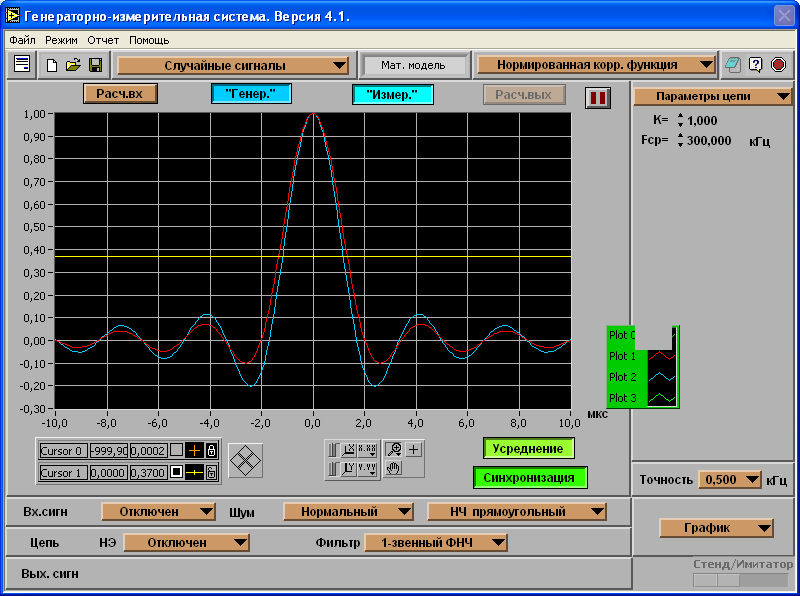 Генераторно-измерительная система. Версия 4.1.
Файл Режим Отчет Помощь
Случайные сигналы Мат. модель Нормированная корр. функция
Расч.вх "Генер." "Измер." Расч.вых
Параметры цепи
K= 1,000
Fср= 300,000 кГц
1,00
0,90
0,80
0,70
0,60
0,50
0,40
0,30
0,20
0,10
0,00
-0,10
-0,20
-0,30
-10,0 -8,0 -6,0 -4,0 -2,0 0,0 2,0 4,0 6,0 8,0 10,0 мкс
Plot 0
Plot 1
Plot 2
Plot 3
Cursor 0 -999,90 0,0002
Cursor 1 0,0000 0,3700
X X.XX
Y Y.YY
Усреднение
Синхронизация
Точность 0,500 кГц
Вх.сигн Отключен Шум Нормальный НЧ прямоугольный
График
Цепь НЭ Отключен Фильтр 1-звенный ФНЧ
Стенд/Имитатор
Вых. сигн